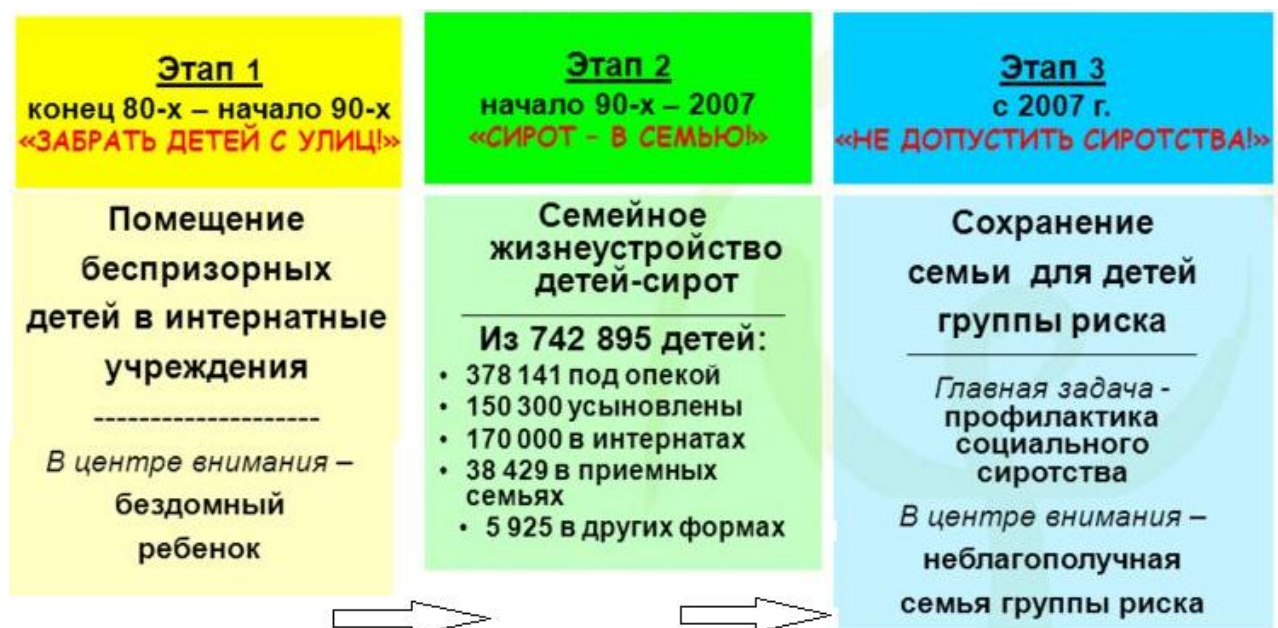 Этап 1
конец 80-х – начало 90-х
«ЗАБРАТЬ ДЕТЕЙ С УЛИЦ!»
Помещение
беспризорных
детей в интернатные
учреждения
--------------------
В центре внимания –
бездомный
ребенок
Этап 2
начало 90-х – 2007
«СИРОТ – В СЕМЬЮ!»
Семейное
жизнеустройство
детей-сирот
Из 742 895 детей:
• 378 141 под опекой
• 150 300 усыновлены
• 170 000 в интернатах
• 38 429 в приемных
семьях
• 5 925 в других формах
Этап 3
с 2007 г.
«НЕ ДОПУСТИТЬ СИРОТСТВА!»
Сохранение
семьи для детей
группы риска
Главная задача -
профилактика
социального
сиротства
В центре внимания –
неблагополучная
семья группы риска